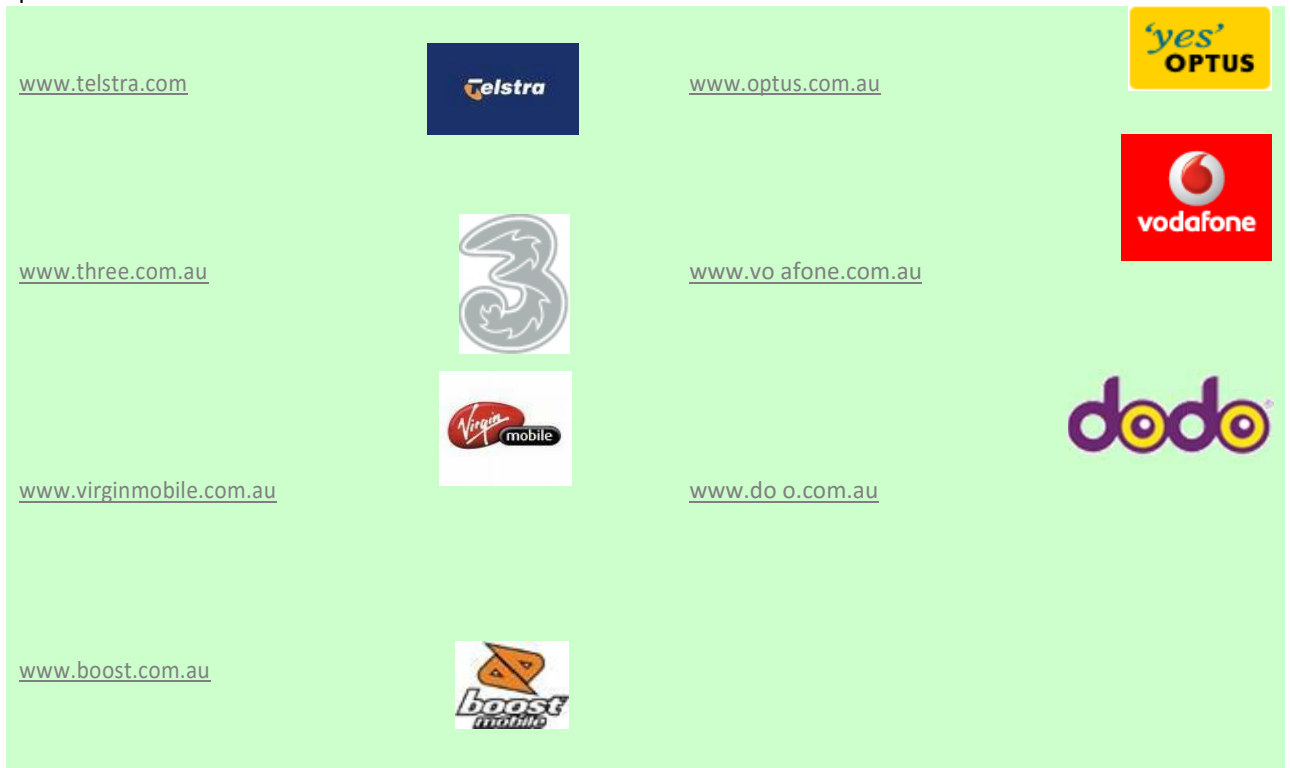 www.telstra.com
Telstra
www.optus.com.au
'yes'
OPTUS
www.three.com.au
3
www.vo afone.com.au
vodafone
www.virginmobile.com.au
Virgin
mobile
www.do o.com.au
dodo®
www.boost.com.au
boost
mobile